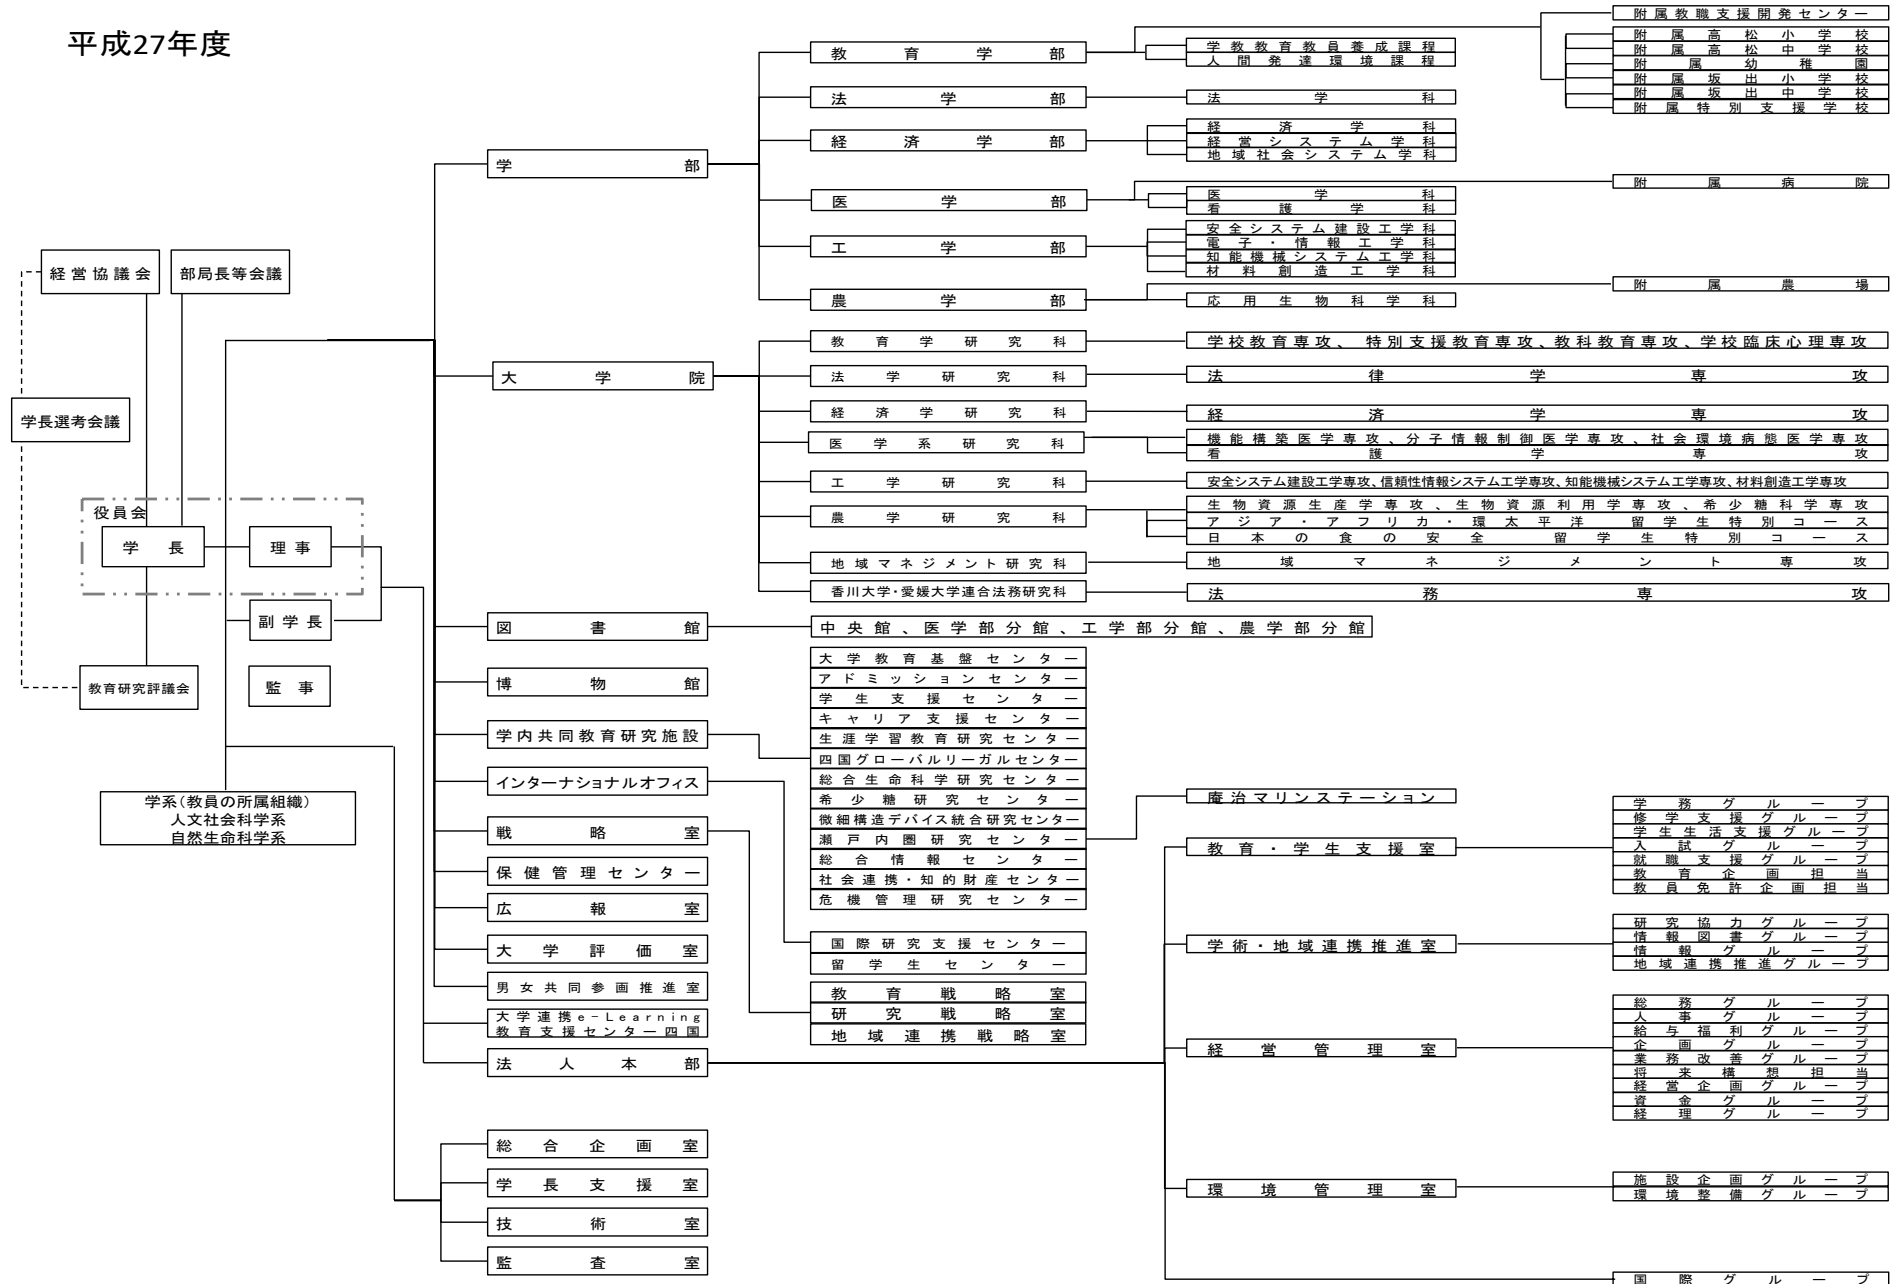 平成27年度
経営協議会
部局長等会議
学長選考会議
役員会
学長
理事
副学長
教育研究評議会
監事
学系(教員の所属組織)
人文社会科学系
自然生命科学系
学部
教育学部
学教教育教員養成課程
人間発達環境課程
附属教職支援開発センター
附属高松小学校
附属高松中学校
附属幼稚園
附属坂出小学校
附属坂出中学校
附属特別支援学校
法学部
法学科
経済学部
経済学科
経営システム学科
地域社会システム学科
医学部
医学科
看護学科
附属病院
工学部
安全システム建設工学科
電子・情報工学科
知能機械システム工学科
材料創造工学科
農学部
応用生物科学科
附属農場
大学院
教育学研究科
学校教育専攻、特別支援教育専攻、教科教育専攻、学校臨床心理専攻
法学研究科
法律学専攻
経済学研究科
経済学専攻
医学系研究科
機能構築医学専攻、分子情報制御医学専攻、社会環境病態医学専攻
看護学専攻
工学研究科
安全システム建設工学専攻、信頼性情報システム工学専攻、知能機械システム工学専攻、材料創造工学専攻
農学研究科
生物資源生産学専攻、生物資源利用学専攻、希少糖科学専攻
アジア・アフリカ・環太平洋 留学生特別コース
日本の食の安全 留学生特別コース
地域マネジメント研究科
地域マネジメント専攻
香川大学・愛媛大学連合法務研究科
法務専攻
図書館
中央館、医学部分館、工学部分館、農学部分館
博物館
学内共同教育研究施設
大学教育基盤センター
アドミッションセンター
学生支援センター
キャリア支援センター
生涯学習教育研究センター
四国グローバルリーガルセンター
総合生命科学研究センター
希少糖研究センター
微細構造デバイス統合研究センター
瀬戸内圏研究センター
総合情報センター
社会連携・知的財産センター
危機管理研究センター
庵治マリンステーション
インターナショナルオフィス
国際研究支援センター
留学生センター
戦略室
教育戦略室
研究戦略室
地域連携戦略室
保健管理センター
広報室
大学評価室
男女共同参画推進室
大学連携e-Learning
教育支援センター四国
法人本部
教育・学生支援室
学務グループ
修学支援グループ
学生生活支援グループ
入試グループ
就職支援グループ
教育企画担当
教員免許企画担当
学術・地域連携推進室
研究協力グループ
情報図書グループ
情報グループ
地域連携推進グループ
経営管理室
総務グループ
人事グループ
給与福利グループ
企画グループ
業務改善グループ
将来構想担当
経営企画グループ
資金グループ
経理グループ
環境管理室
施設企画グループ
環境整備グループ
国際グループ
総合企画室
学長支援室
技術室
監査室